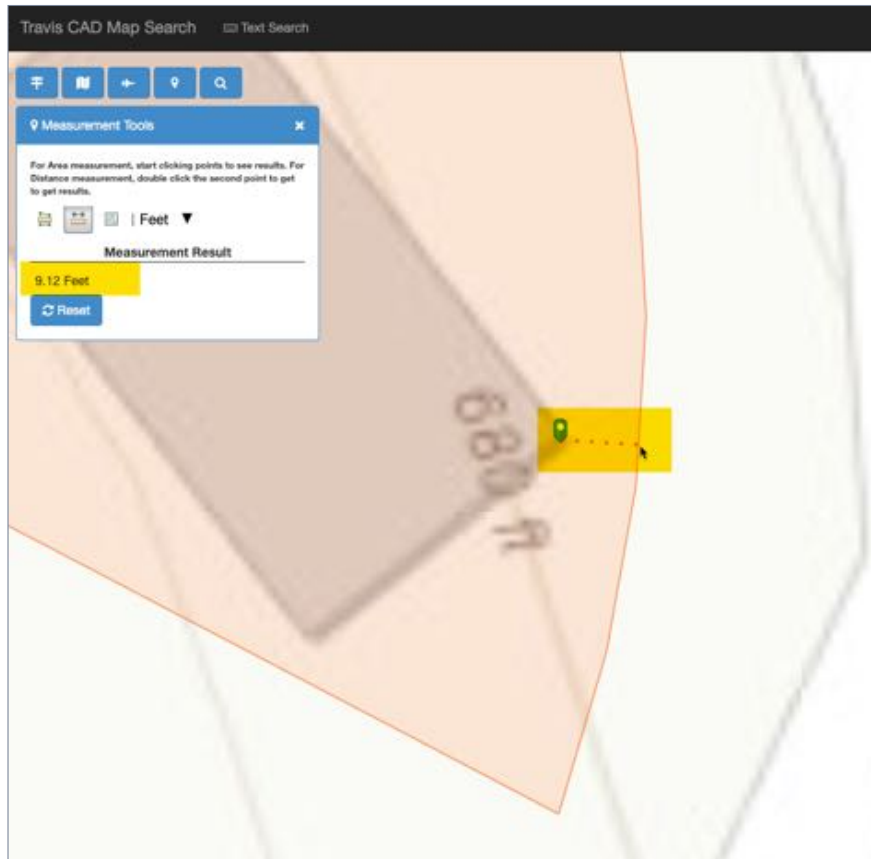 Travis CAD Map Search Text Search
Measurement Tools
For Area measurement, start clicking points to see results. For
Distance measurement, double click the second point to get
to get results.
| Feet ▼
Measurement Result
9.12 Feet
Reset
680 ft